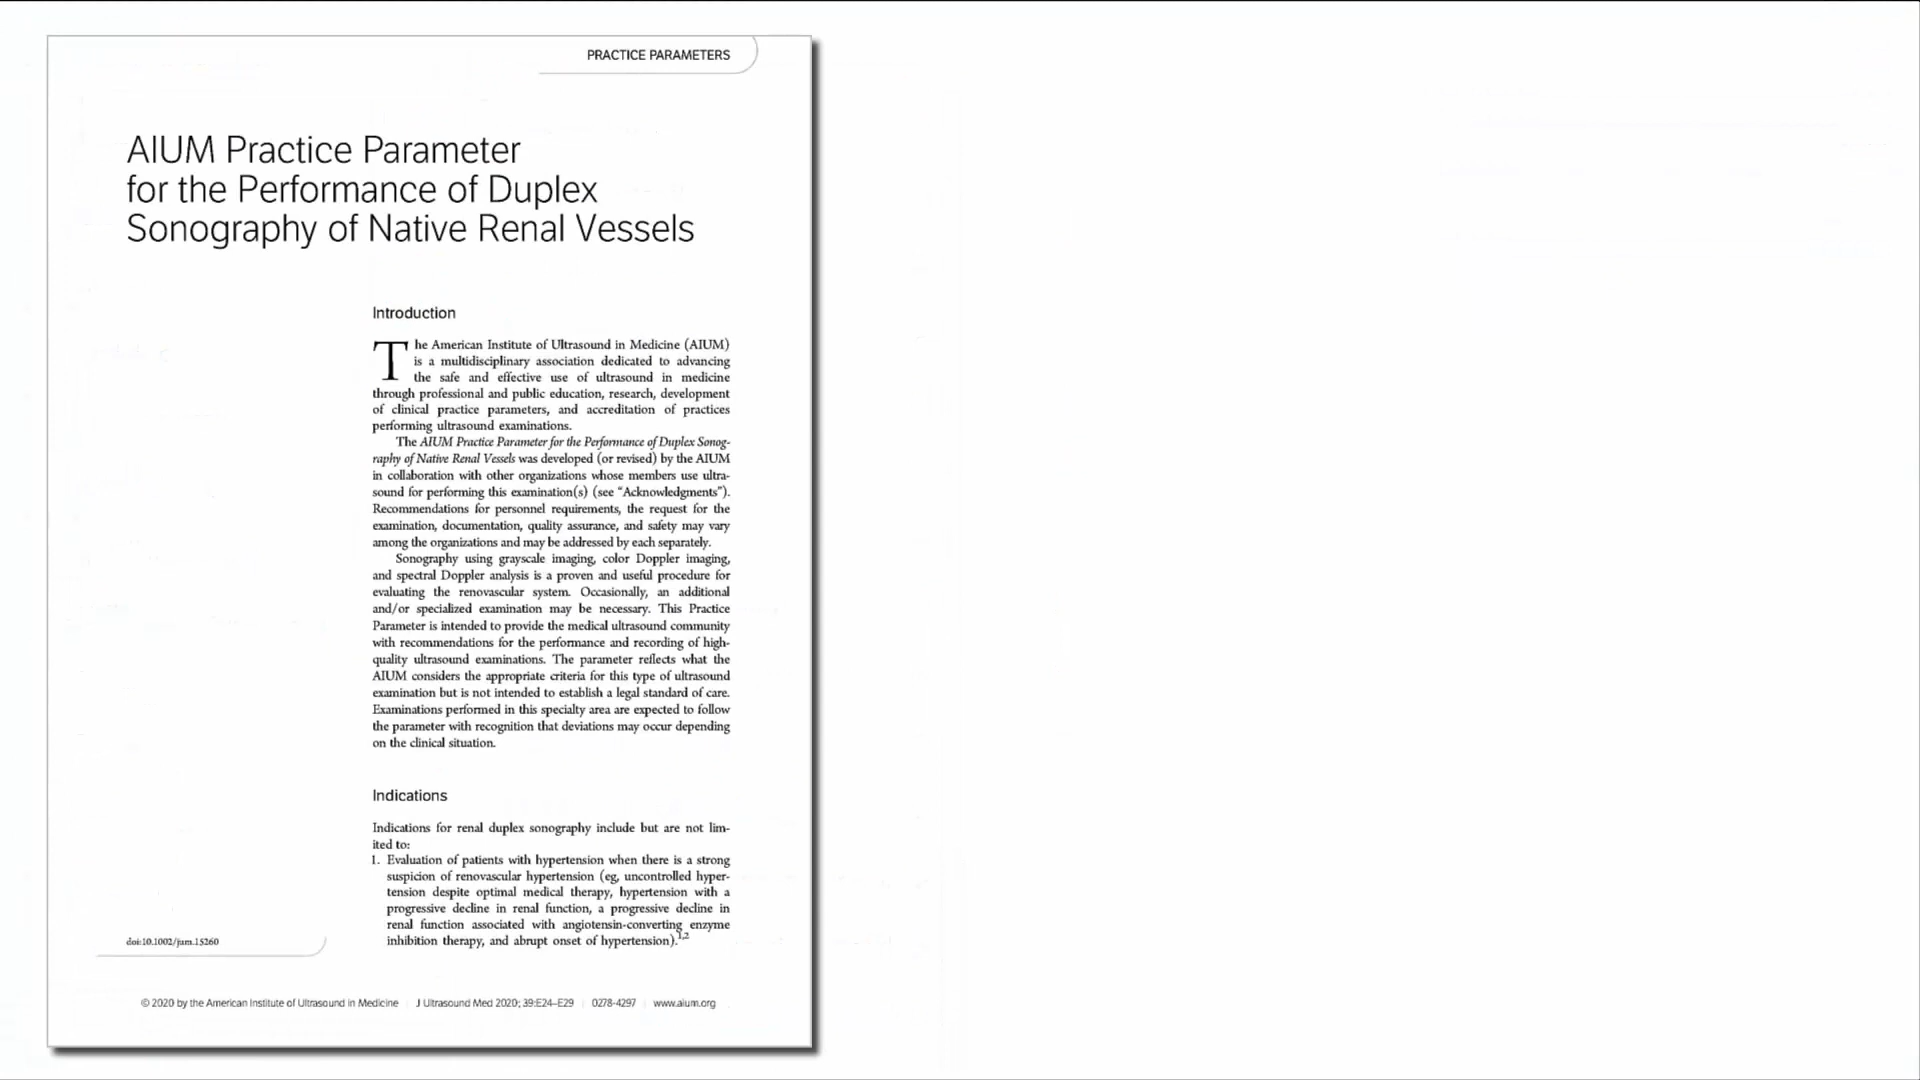 PRACTICE PARAMETERS
AIUM Practice Parameter
for the Performance of Duplex
Sonography of Native Renal Vessels
Introduction
The American Institute of Ultrasound in Medicine (AIUM)
is a multidisciplinary association dedicated to advancing
the safe and effective use of ultrasound in medicine
through professional and public education, research, development
of clinical practice parameters, and accreditation of practices
performing ultrasound examinations.
The AIUM Practice Parameter for the Performance of Duplex Sonog-
raphy of Native Renal Vessels was developed (or revised) by the AIUM
in collaboration with other organizations whose members use ultra-
sound for performing this examination(s) (see “Acknowledgments”).
Recommendations for personnel requirements, the request for the
examination, documentation, quality assurance, and safety may vary
among the organizations and may be addressed by each separately.
Sonography using grayscale imaging, color Doppler imaging,
and spectral Doppler analysis is a proven and useful procedure for
evaluating the renovascular system. Occasionally, an additional
and/or specialized examination may be necessary. This Practice
Parameter is intended to provide the medical ultrasound community
with recommendations for the performance and recording of high-
quality ultrasound examinations. The parameter reflects what the
AIUM considers the appropriate criteria for this type of ultrasound
examination but is not intended to establish a legal standard of care.
Examinations performed in this specialty area are expected to follow
the parameter with recognition that deviations may occur depending
on the clinical situation.
Indications
Indications for renal duplex sonography include but are not lim-
ited to:
1. Evaluation of patients with hypertension when there is a strong
suspicion of renovascular hypertension (eg, uncontrolled hyper-
tension despite optimal medical therapy, hypertension with a
progressive decline in renal function, a progressive decline in
renal function associated with angiotensin-converting enzyme
inhibition therapy, and abrupt onset of hypertension).1,2
doi:10.1002/jum.15260
© 2020 by the American Institute of Ultrasound in Medicine | J Ultrasound Med 2020; 39:E24–E29 | 0278-4297 | www.aium.org